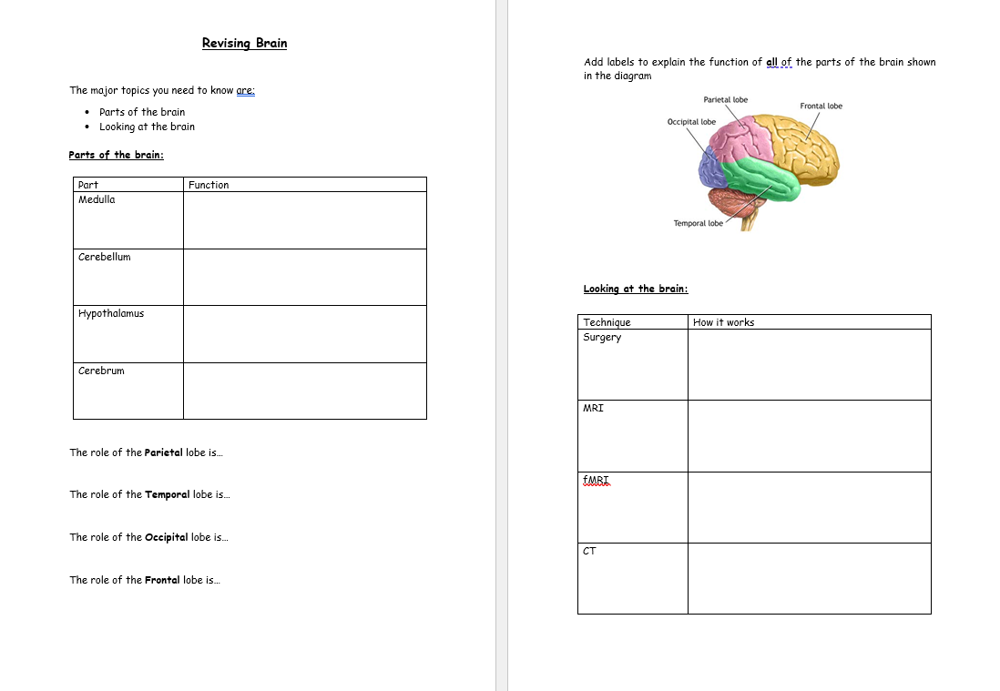 Revising Brain
The major topics you need to know are:
• Parts of the brain
• Looking at the brain
Parts of the brain:
Part Function
Medulla
Cerebellum
Hypothalamus
Cerebrum
The role of the Parietal lobe is…
The role of the Temporal lobe is…
The role of the Occipital lobe is…
The role of the Frontal lobe is…
Add labels to explain the function of all of the parts of the brain shown
in the diagram
Parietal lobe
Frontal lobe
Occipital lobe
Temporal lobe
Looking at the brain:
Technique How it works
Surgery
MRI
fMRI
CT